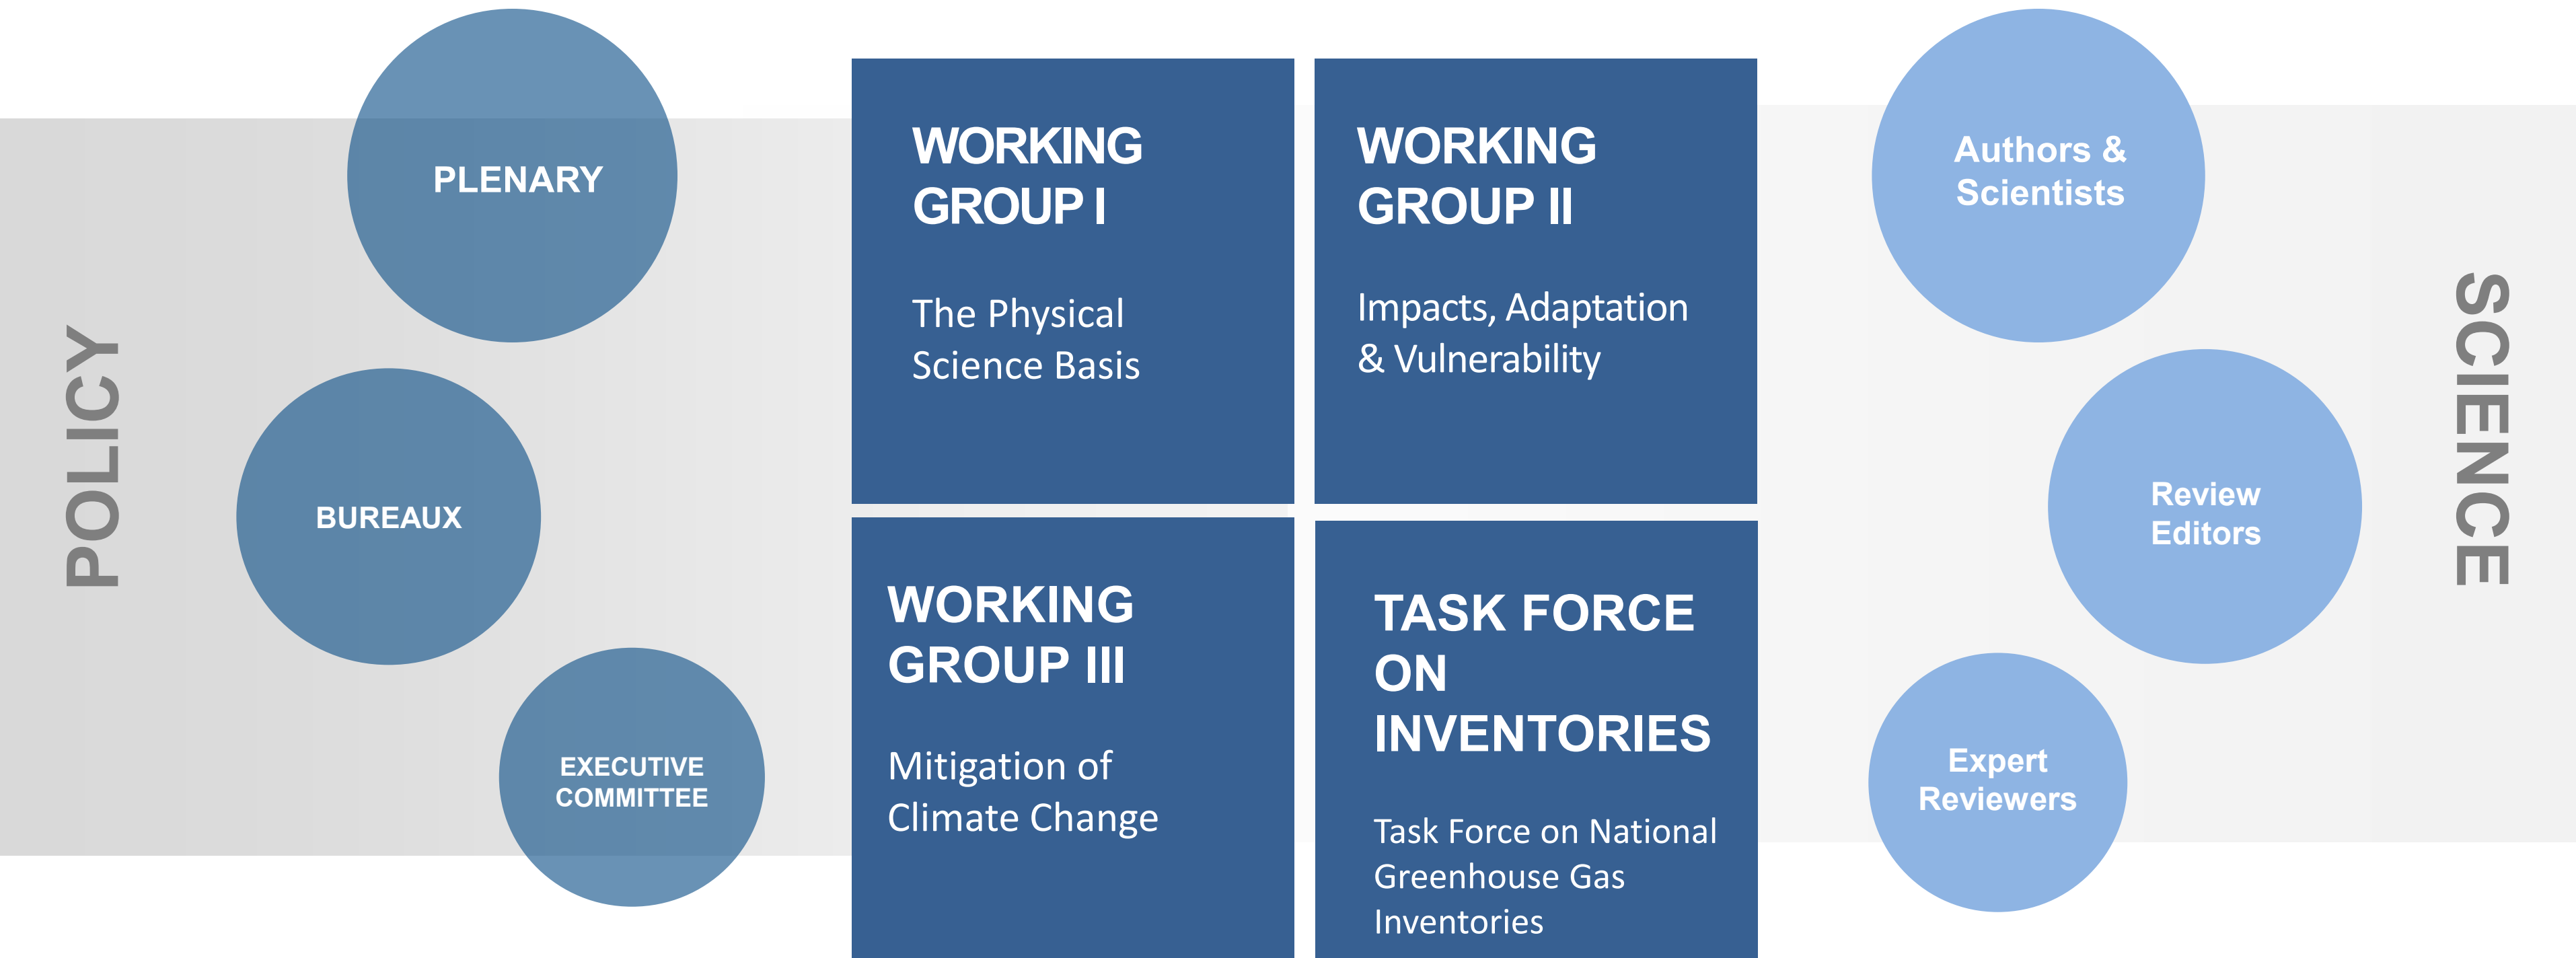 POLICY
PLENARY
BUREAUX
EXECUTIVE
COMMITTEE
WORKING
GROUP I
The Physical
Science Basis
WORKING
GROUP II
Impacts, Adaptation
& Vulnerability
WORKING
GROUP III
Mitigation of
Climate Change
TASK FORCE
ON
INVENTORIES
Task Force on National
Greenhouse Gas
Inventories
Authors &
Scientists
Review
Editors
Expert
Reviewers
SCIENCE